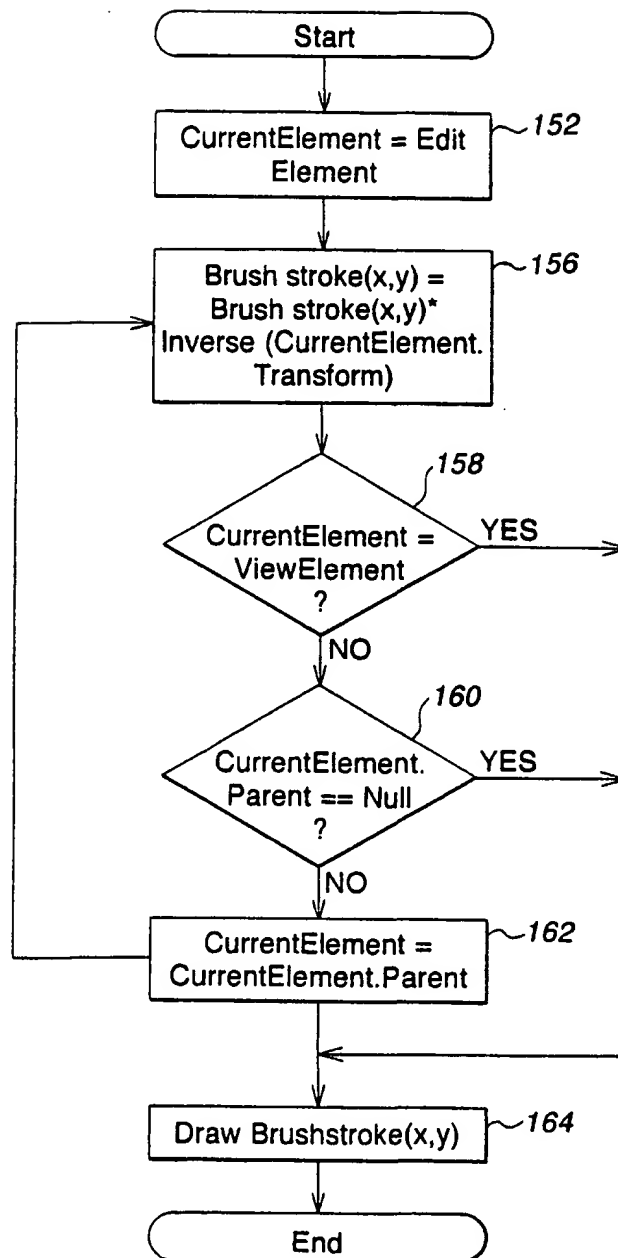 Start
152
CurrentElement = Edit
Element
156
Brush stroke(x,y) =
Brush stroke(x,y)*
Inverse (CurrentElement.
Transform)
158
CurrentElement =
ViewElement
?
YES
NO
160
CurrentElement.
Parent == Null
?
YES
NO
162
CurrentElement =
CurrentElement.Parent
Draw Brushstroke(x,y)
164
End